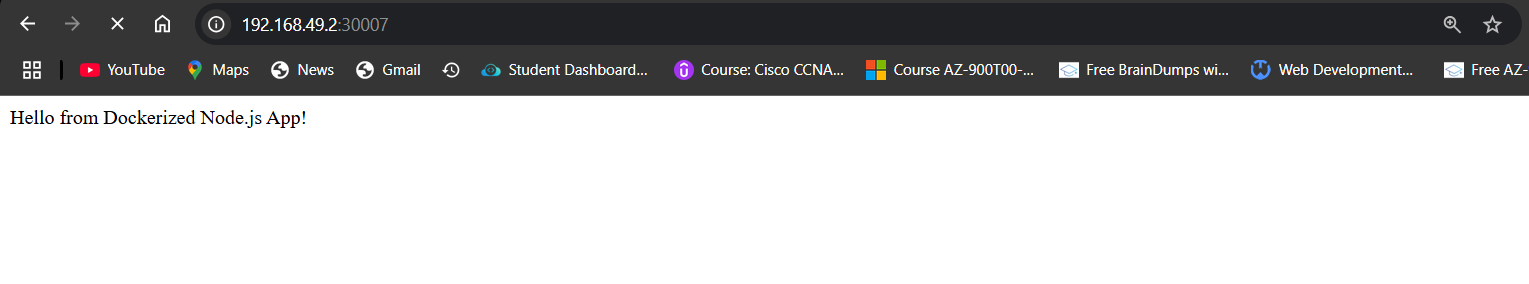 192.168.49.2:30007
YouTube Maps News Gmail Student Dashboard... Course: Cisco CCNA... Course AZ-900T00-... Free BrainDumps wi... Web Development... Free AZ-
Hello from Dockerized Node.js App!